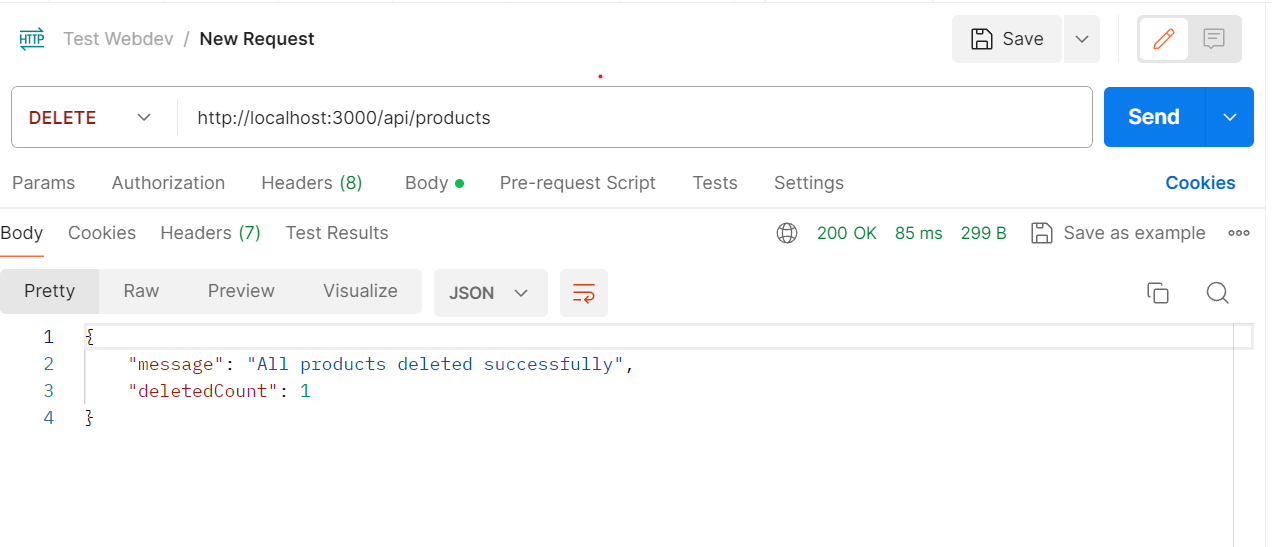 HTTP Test Webdev / New Request Save
DELETE http://localhost:3000/api/products Send
Params Authorization Headers (8) Body Pre-request Script Tests Settings Cookies
Body Cookies Headers (7) Test Results 200 OK 85 ms 299 B Save as example
Pretty Raw Preview Visualize JSON
1 {
2 "message": "All products deleted successfully",
3 "deletedCount": 1
4 }